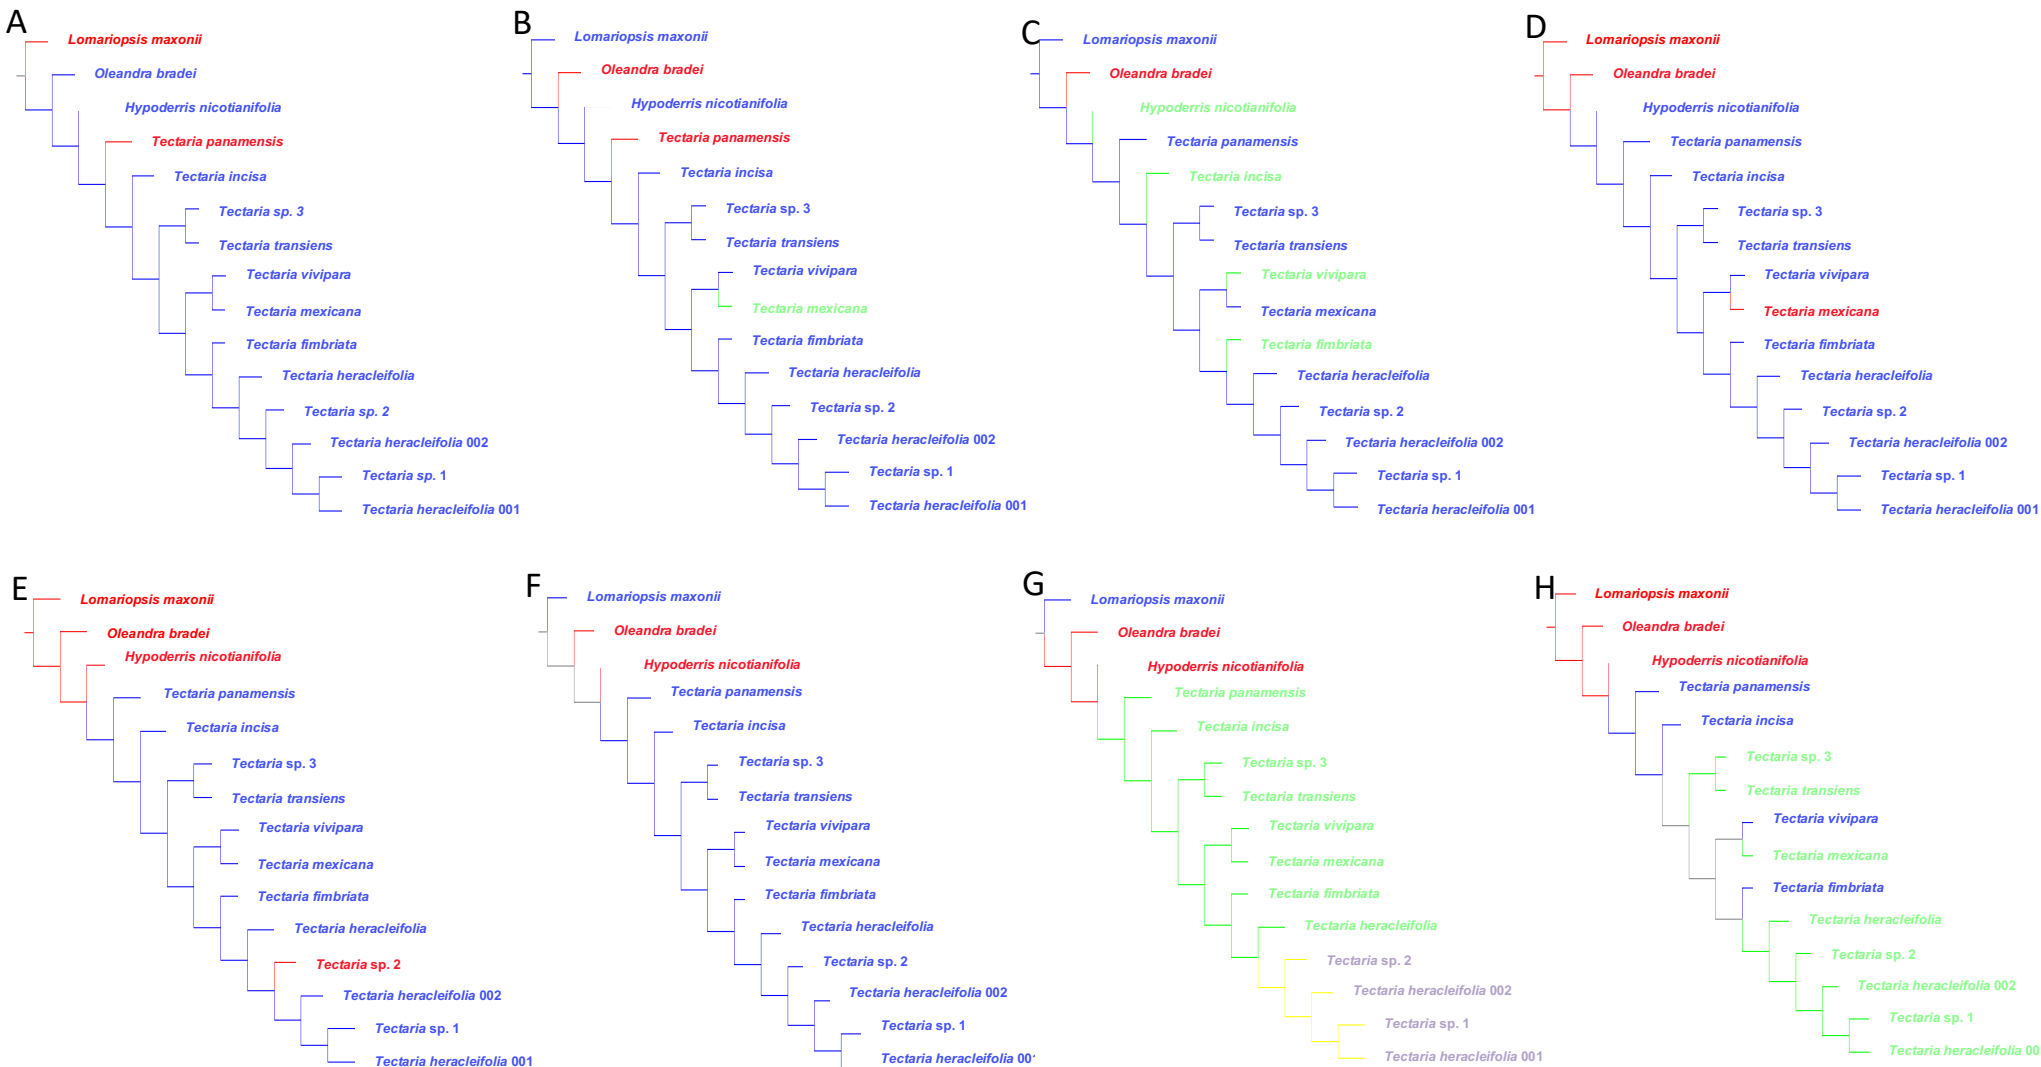 A
Lomariopsis maxonii
Oleandra bradei
Hypoderris nicotianifolia
Tectaria panamensis
Tectaria incisa
Tectaria sp. 3
Tectaria transiens
Tectaria vivipara
Tectaria mexicana
Tectaria fimbriata
Tectaria heracleifolia
Tectaria sp. 2
Tectaria heracleifolia 002
Tectaria sp. 1
Tectaria heracleifolia 001
B
Lomariopsis maxonii
Oleandra bradei
Hypoderris nicotianifolia
Tectaria panamensis
Tectaria incisa
Tectaria sp. 3
Tectaria transiens
Tectaria vivipara
Tectaria mexicana
Tectaria fimbriata
Tectaria heracleifolia
Tectaria sp. 2
Tectaria heracleifolia 002
Tectaria sp. 1
Tectaria heracleifolia 001
C
Lomariopsis maxonii
Oleandra bradei
Hypoderris nicotianifolia
Tectaria panamensis
Tectaria incisa
Tectaria sp. 3
Tectaria transiens
Tectaria vivipara
Tectaria mexicana
Tectaria fimbriata
Tectaria heracleifolia
Tectaria sp. 2
Tectaria heracleifolia 002
Tectaria sp. 1
Tectaria heracleifolia 001
D
Lomariopsis maxonii
Oleandra bradei
Hypoderris nicotianifolia
Tectaria panamensis
Tectaria incisa
Tectaria sp. 3
Tectaria transiens
Tectaria vivipara
Tectaria mexicana
Tectaria fimbriata
Tectaria heracleifolia
Tectaria sp. 2
Tectaria heracleifolia 002
Tectaria sp. 1
Tectaria heracleifolia 001
E
Lomariopsis maxonii
Oleandra bradei
Hypoderris nicotianifolia
Tectaria panamensis
Tectaria incisa
Tectaria sp. 3
Tectaria transiens
Tectaria vivipara
Tectaria mexicana
Tectaria fimbriata
Tectaria heracleifolia
Tectaria sp. 2
Tectaria heracleifolia 002
Tectaria sp. 1
Tectaria heracleifolia 001
F
Lomariopsis maxonii
Oleandra bradei
Hypoderris nicotianifolia
Tectaria panamensis
Tectaria incisa
Tectaria sp. 3
Tectaria transiens
Tectaria vivipara
Tectaria mexicana
Tectaria fimbriata
Tectaria heracleifolia
Tectaria sp. 2
Tectaria heracleifolia 002
Tectaria sp. 1
Tectaria heracleifolia 001
G
Lomariopsis maxonii
Oleandra bradei
Hypoderris nicotianifolia
Tectaria panamensis
Tectaria incisa
Tectaria sp. 3
Tectaria transiens
Tectaria vivipara
Tectaria mexicana
Tectaria fimbriata
Tectaria heracleifolia
Tectaria sp. 2
Tectaria heracleifolia 002
Tectaria sp. 1
Tectaria heracleifolia 001
H
Lomariopsis maxonii
Oleandra bradei
Hypoderris nicotianifolia
Tectaria panamensis
Tectaria incisa
Tectaria sp. 3
Tectaria transiens
Tectaria vivipara
Tectaria mexicana
Tectaria fimbriata
Tectaria heracleifolia
Tectaria sp. 2
Tectaria heracleifolia 002
Tectaria sp. 1
Tectaria heracleifolia 00